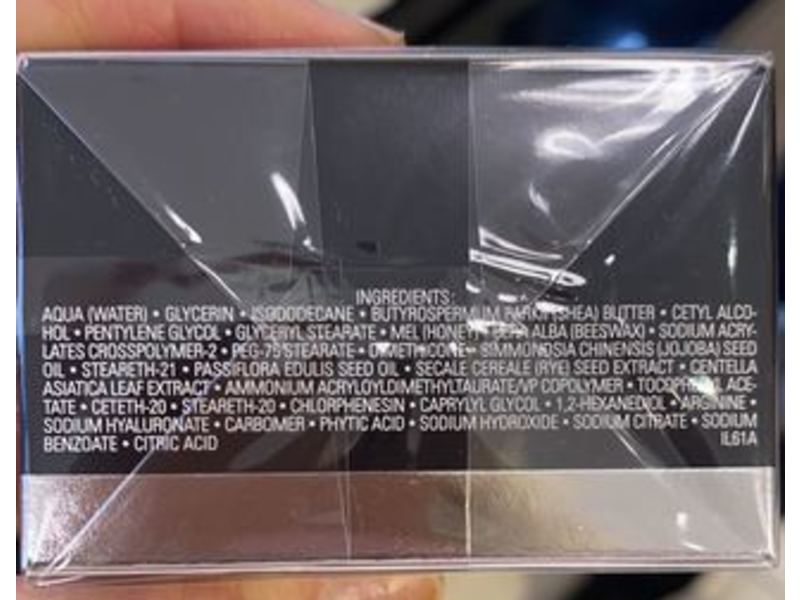 INGREDIENTS:
AQUA (WATER) • GLYCERIN • ISODODECANE • BUTYROSPERMUM PARKII (SHEA) BUTTER • CETYL ALCO-
HOL • PENTYLENE GLYCOL • GLYCERYL STEARATE • MEL (HONEY) • CERA ALBA (BEESWAX) • SODIUM ACRY-
LATES CROSSPOLYMER-2 • PEG-75 STEARATE • DIMETHICONE • SIMMONDSIA CHINENSIS (JOJOBA) SEED
OIL • STEARETH-21 • PASSIFLORA EDULIS SEED OIL • SECALE CEREALE (RYE) SEED EXTRACT • CENTELLA
ASIATICA LEAF EXTRACT • AMMONIUM ACRYLOYLDIMETHYLTAURATE/VP COPOLYMER • TOCOPHERYL ACE-
TATE • CETETH-20 • STEARETH-20 • CHLORPHENESIN • CAPRYLYL GLYCOL • 1,2-HEXANEDIOL • ARGININE •
SODIUM HYALURONATE • CARBOMER • PHYTIC ACID • SODIUM HYDROXIDE • SODIUM CITRATE • SODIUM
BENZOATE • CITRIC ACID IL61A